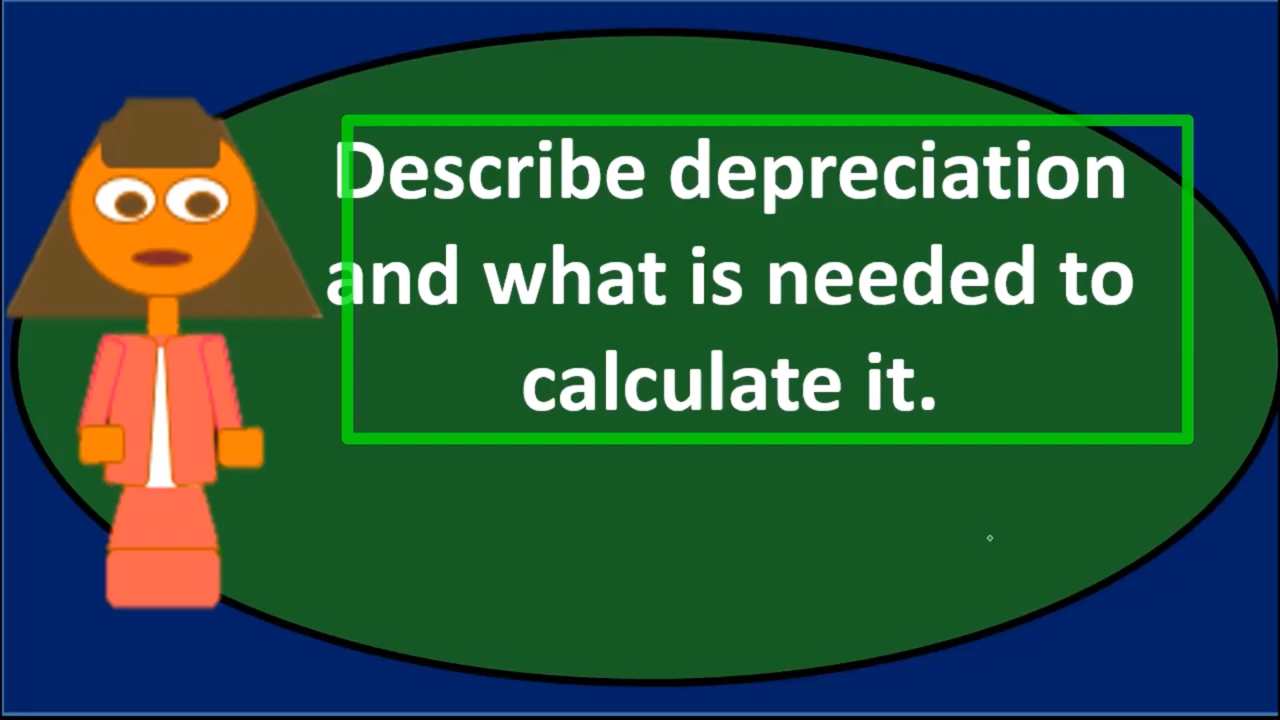 Describe depreciation
and what is needed to
calculate it.